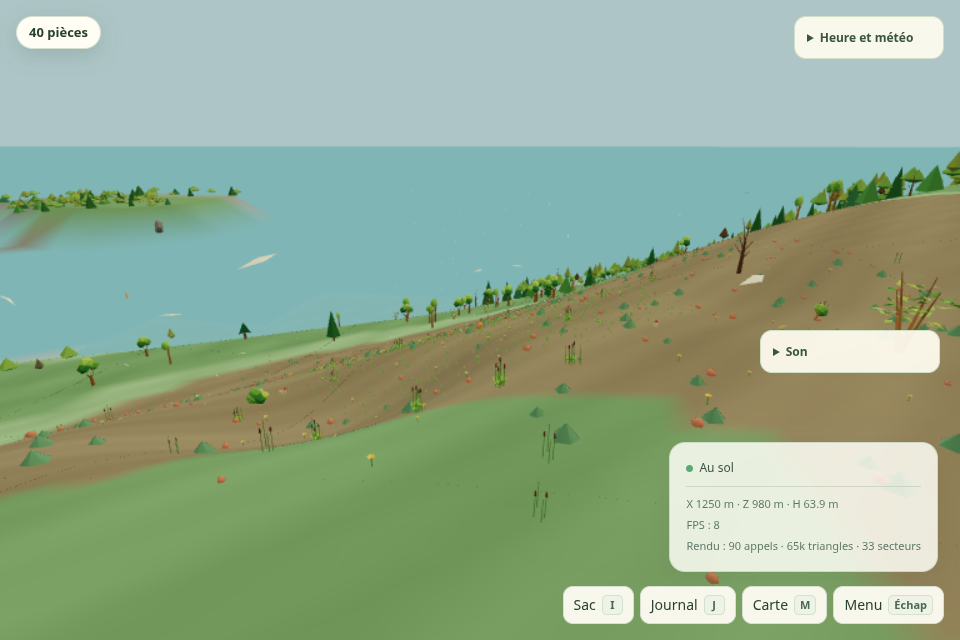 40 pièces
▶ Heure et météo
▶ Son
Au sol
X 1250 m · Z 980 m · H 63.9 m
FPS : 8
Rendu : 90 appels · 65k triangles · 33 secteurs
Sac I
Journal J
Carte M
Menu Échap